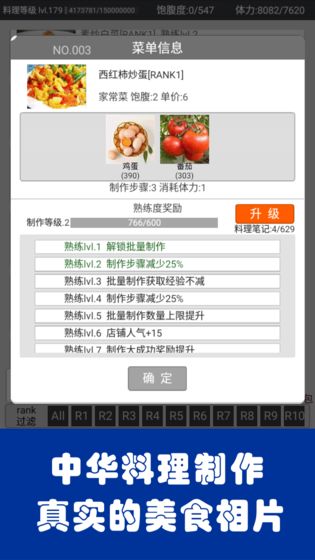 料理等级 lvl.179 | 4173781/15000000 饱腹度:0/547 体力:8082/7620
NO.003 菜单信息
西红柿炒蛋[RANK1]
家常菜 饱腹:2 单价:6
鸡蛋 番茄
(390) (303)
制作步骤:3 消耗体力:1
熟练度奖励
制作等级.2 766/600 升 级
料理笔记:4/629
熟练lvl.1 解锁批量制作
熟练lvl.2 制作步骤减少25%
熟练lvl.3 批量制作获取经验不减
熟练lvl.4 制作步骤减少25%
熟练lvl.5 批量制作数量上限提升
熟练lvl.6 店铺人气+15
熟练lvl.7 制作大成功奖励提升
确 定
rank
过滤 All R1 R2 R3 R4 R5 R6 R7 R8 R9 R10
中华料理制作
真实的美食相片